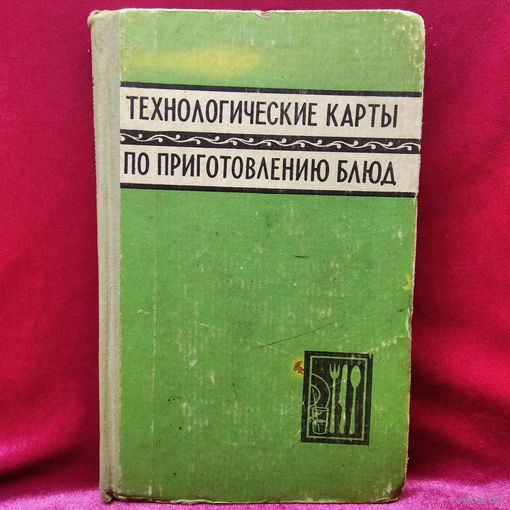 ТЕХНОЛОГИЧЕСКИЕ КАРТЫ
ПО ПРИГОТОВЛЕНИЮ БЛЮД